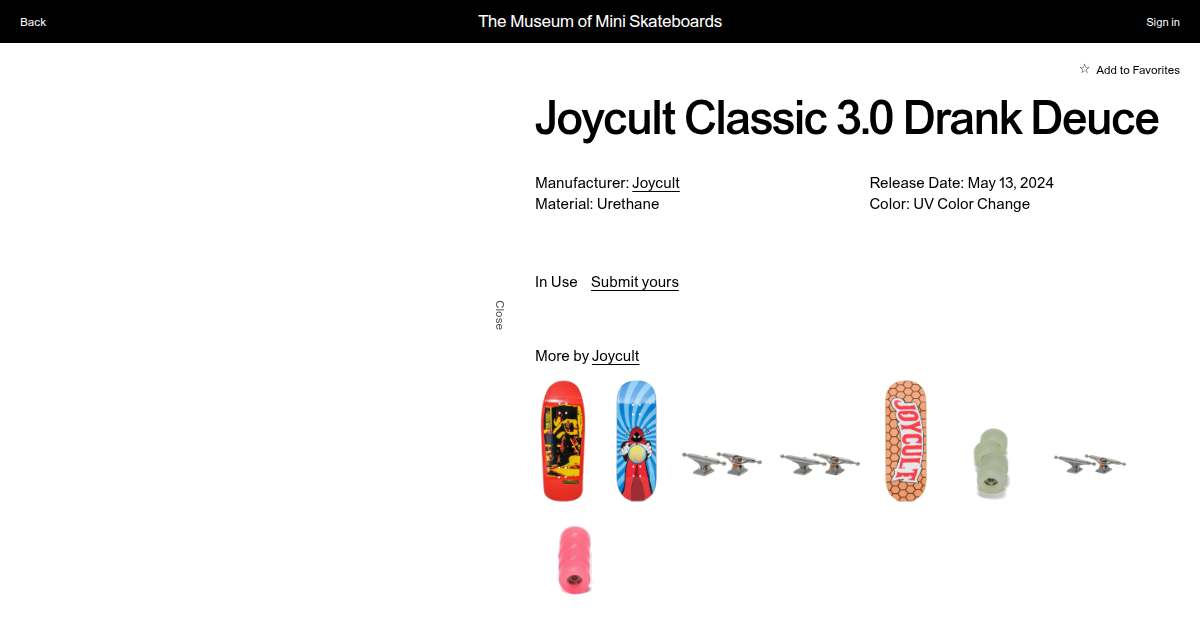 Back
The Museum of Mini Skateboards
Sign in
☆ Add to Favorites
Joycult Classic 3.0 Drank Deuce
Manufacturer: Joycult
Material: Urethane
Release Date: May 13, 2024
Color: UV Color Change
In Use Submit yours
Close
More by Joycult
JOYCULT